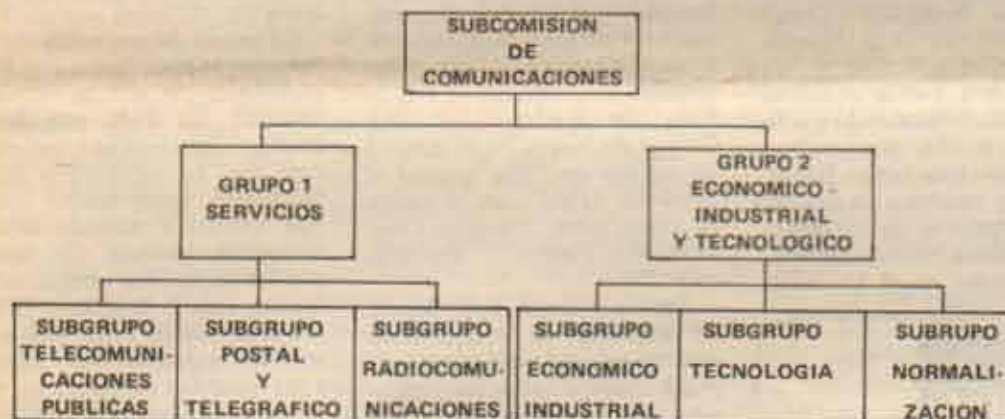 SUBCOMISION
DE
COMUNICACIONES
GRUPO 1
SERVICIOS
GRUPO 2
ECONOMICO -
INDUSTRIAL
Y TECNOLOGICO
SUBGRUPO
TELECOMUNI-
CACIONES
PUBLICAS
SUBGRUPO
POSTAL
Y
TELEGRAFICO
SUBGRUPO
RADIOCOMU-
NICACIONES
SUBGRUPO
ECONOMICO
INDUSTRIAL
SUBGRUPO
TECNOLOGIA
SUBRUPO
NORMALI-
ZACION